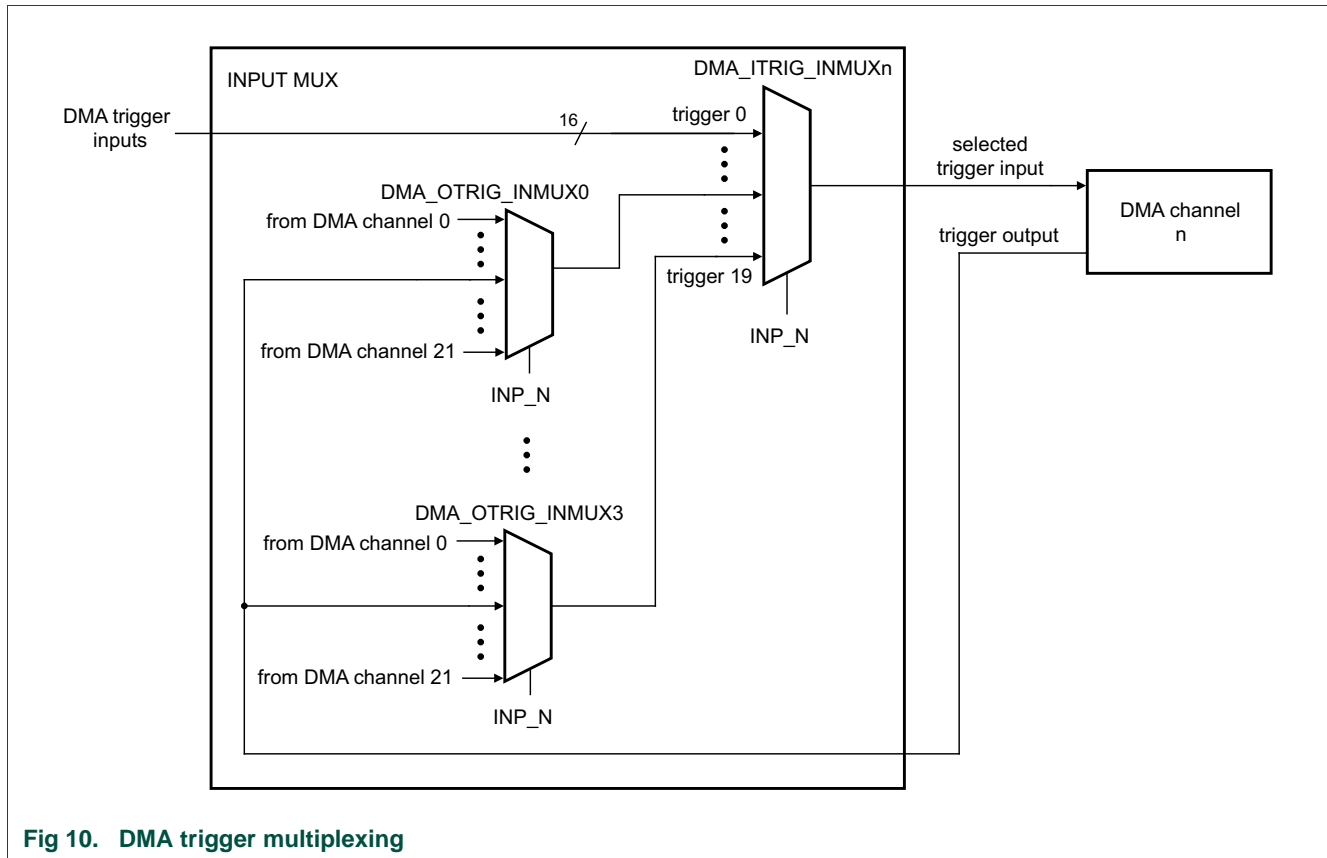 INPUT MUX
DMA_ITRIG_INMUXn
DMA trigger
inputs
16
trigger 0
selected
trigger input
DMA_OTRIG_INMUX0
from DMA channel 0
DMA channel
n
trigger output
trigger 19
INP_N
from DMA channel 21
INP_N
DMA_OTRIG_INMUX3
from DMA channel 0
from DMA channel 21
INP_N
Fig 10. DMA trigger multiplexing